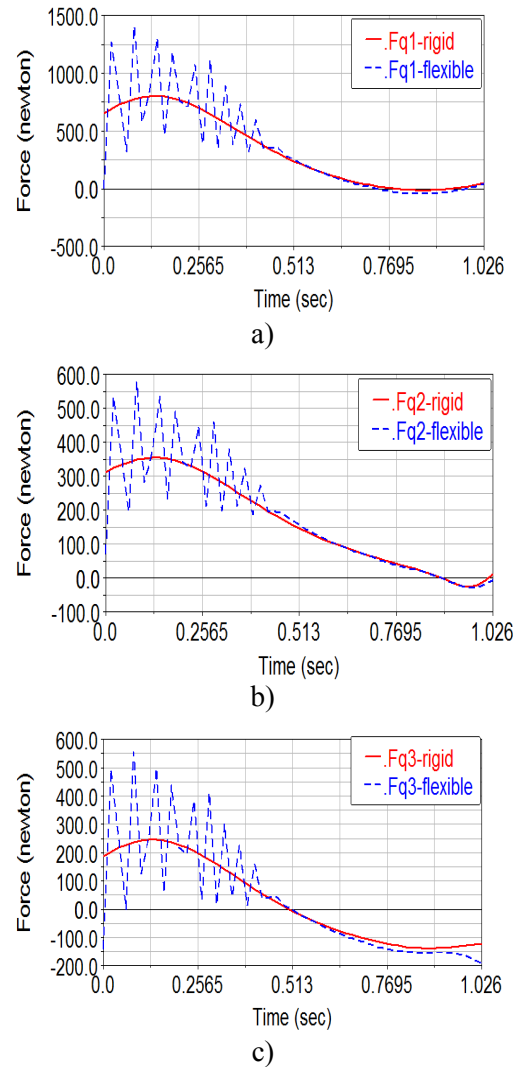 1500.0
.Fq1-rigid
.Fq1-flexible
1000.0
500.0
0.0
-500.0
Force (newton)
0.0 0.2565 0.513 0.7695 1.026
Time (sec)
a)
600.0
.Fq2-rigid
.Fq2-flexible
500.0
400.0
300.0
200.0
100.0
0.0
-100.0
Force (newton)
0.0 0.2565 0.513 0.7695 1.026
Time (sec)
b)
600.0
.Fq3-rigid
.Fq3-flexible
500.0
400.0
300.0
200.0
100.0
0.0
-100.0
-200.0
Force (newton)
0.0 0.2565 0.513 0.7695 1.026
Time (sec)
c)